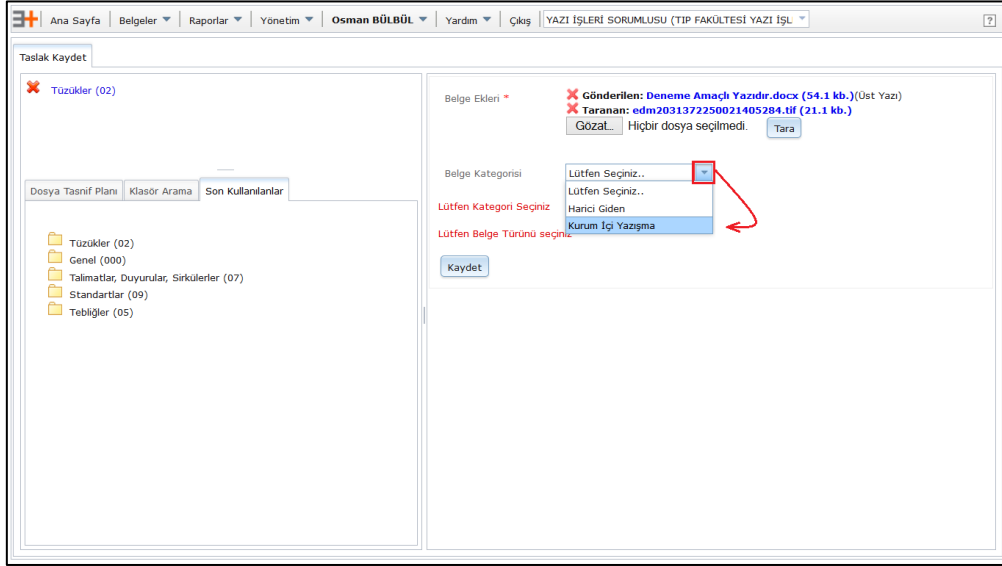 Ana Sayfa Belgeler Raporlar Yönetim Osman BÜLBÜL Yardım Çıkış YAZI İŞLERİ SORUMLUSU (TIP FAKÜLTESİ YAZI İŞL ?
Taslak Kaydet
Tüzükler (02)
Dosya Tasnif Planı Klasör Arama Son Kullanılanlar
Tüzükler (02)
Genel (000)
Talimatlar, Duyurular, Sirkülerler (07)
Standartlar (09)
Tebliğler (05)
Belge Ekleri * Gönderilen: Deneme Amaçlı Yazıdır.docx (54.1 kb.)(Üst Yazı)
Taranan: edm2031372250021405284.tif (21.1 kb.)
Gözat... Hiçbir dosya seçilmedi. Tara
Belge Kategorisi Lütfen Seçiniz..
Lütfen Seçiniz..
Lütfen Kategori Seçiniz Harici Giden
Kurum İçi Yazışma
Lütfen Belge Türünü seçiniz
Kaydet